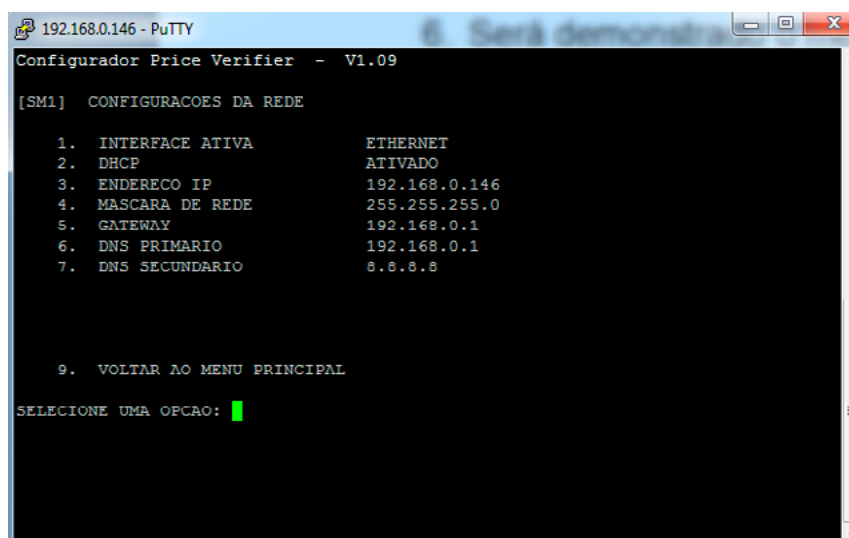 192.168.0.146 - PuTTY
6. Será demonstrado o
Configurador Price Verifier - V1.09
[SM1] CONFIGURACOES DA REDE
1. INTERFACE ATIVA ETHERNET
2. DHCP ATIVADO
3. ENDERECO IP 192.168.0.146
4. MASCARA DE REDE 255.255.255.0
5. GATEWAY 192.168.0.1
6. DNS PRIMARIO 192.168.0.1
7. DNS SECUNDARIO 8.8.8.8
9. VOLTAR AO MENU PRINCIPAL
SELECIONE UMA OPCAO: